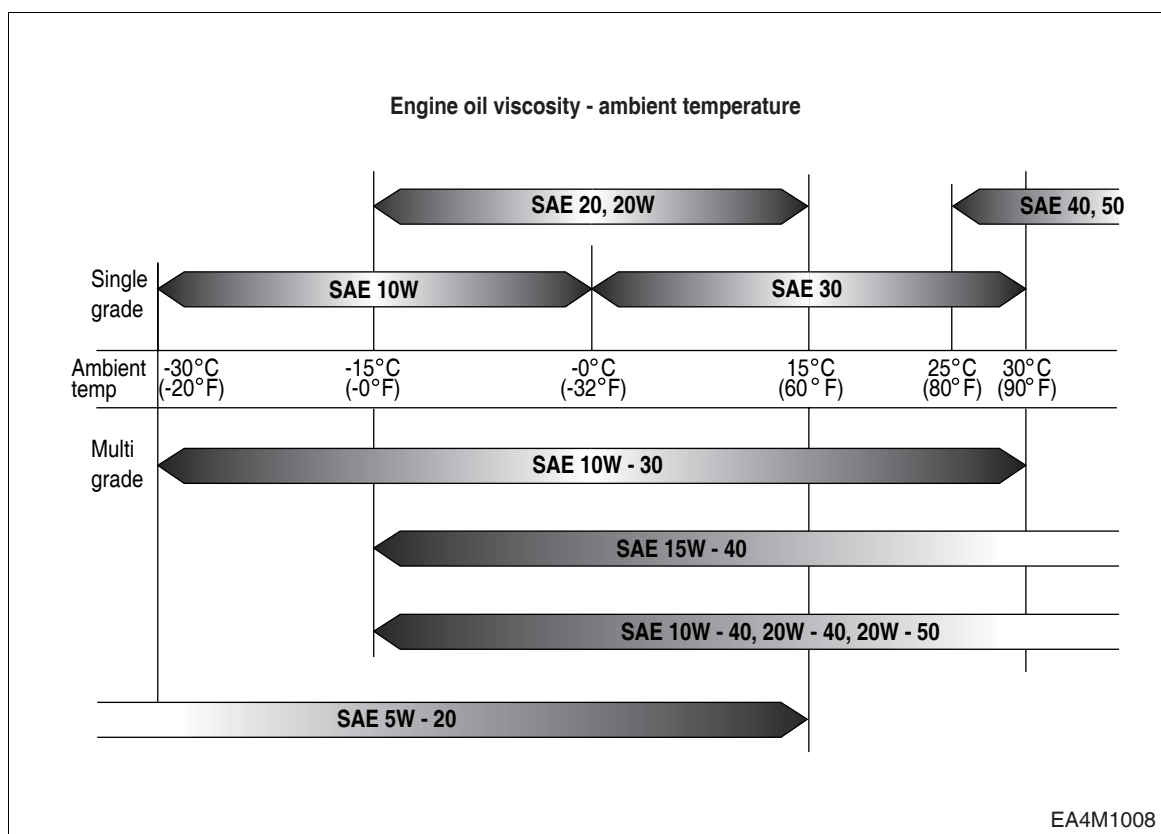 Engine oil viscosity - ambient temperature
SAE 20, 20W
SAE 40, 50
Single
grade
SAE 10W
SAE 30
Ambient
temp
-30°C
(-20°F)
-15°C
(-0°F)
-0°C
(-32°F)
15°C
(60°F)
25°C
(80°F)
30°C
(90°F)
Multi
grade
SAE 10W - 30
SAE 15W - 40
SAE 10W - 40, 20W - 40, 20W - 50
SAE 5W - 20
EA4M1008